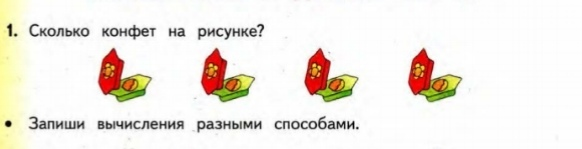 1. Сколько конфет на рисунке?
• Запиши вычисления разными способами.